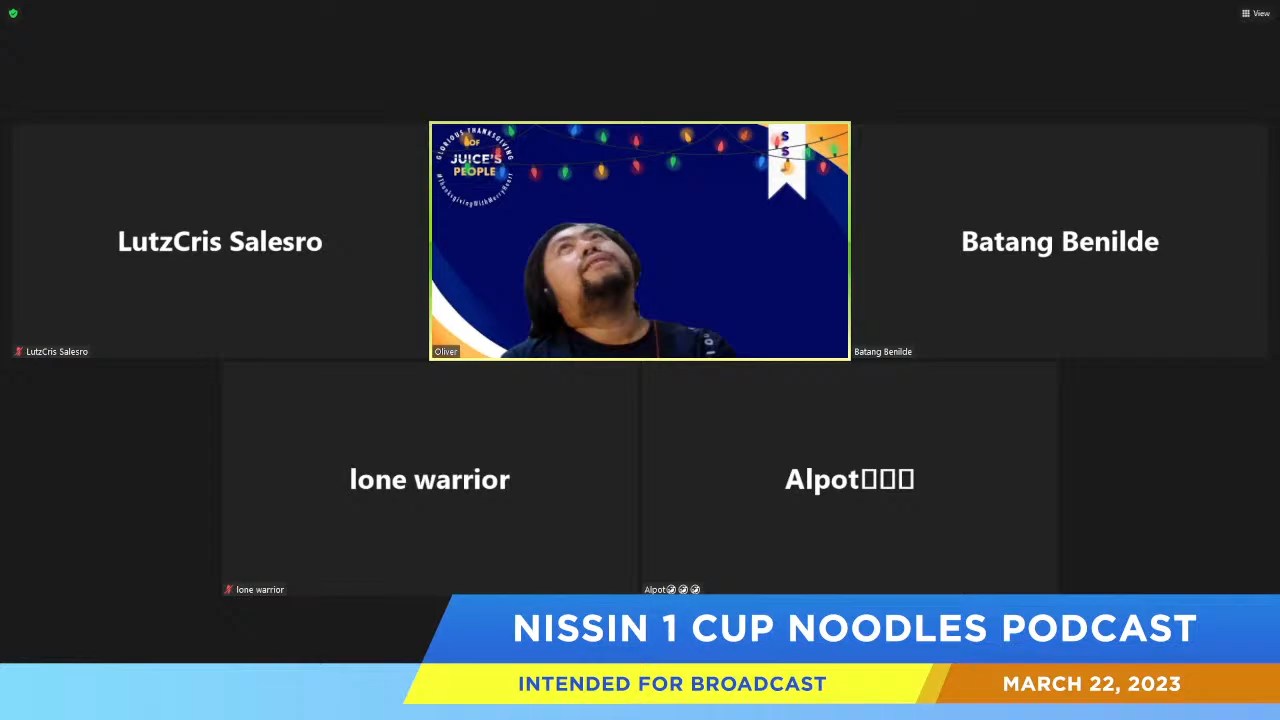 View
GLORIOUS THANKSGIVING
OF
JUICE'S
PEOPLE
#ThanksgivingWithMerryHeart
S
S
LutzCris Salesro
Batang Benilde
LutzCris Salesro
Oliver
Batang Benilde
lone warrior
Alpot
lone warrior
Alpot
NISSIN 1 CUP NOODLES PODCAST
INTENDED FOR BROADCAST
MARCH 22, 2023